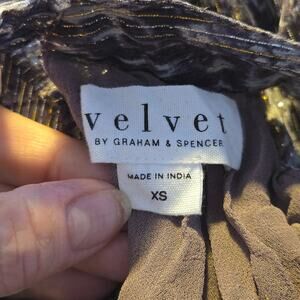 velvet
BY GRAHAM & SPENCER
MADE IN INDIA
XS